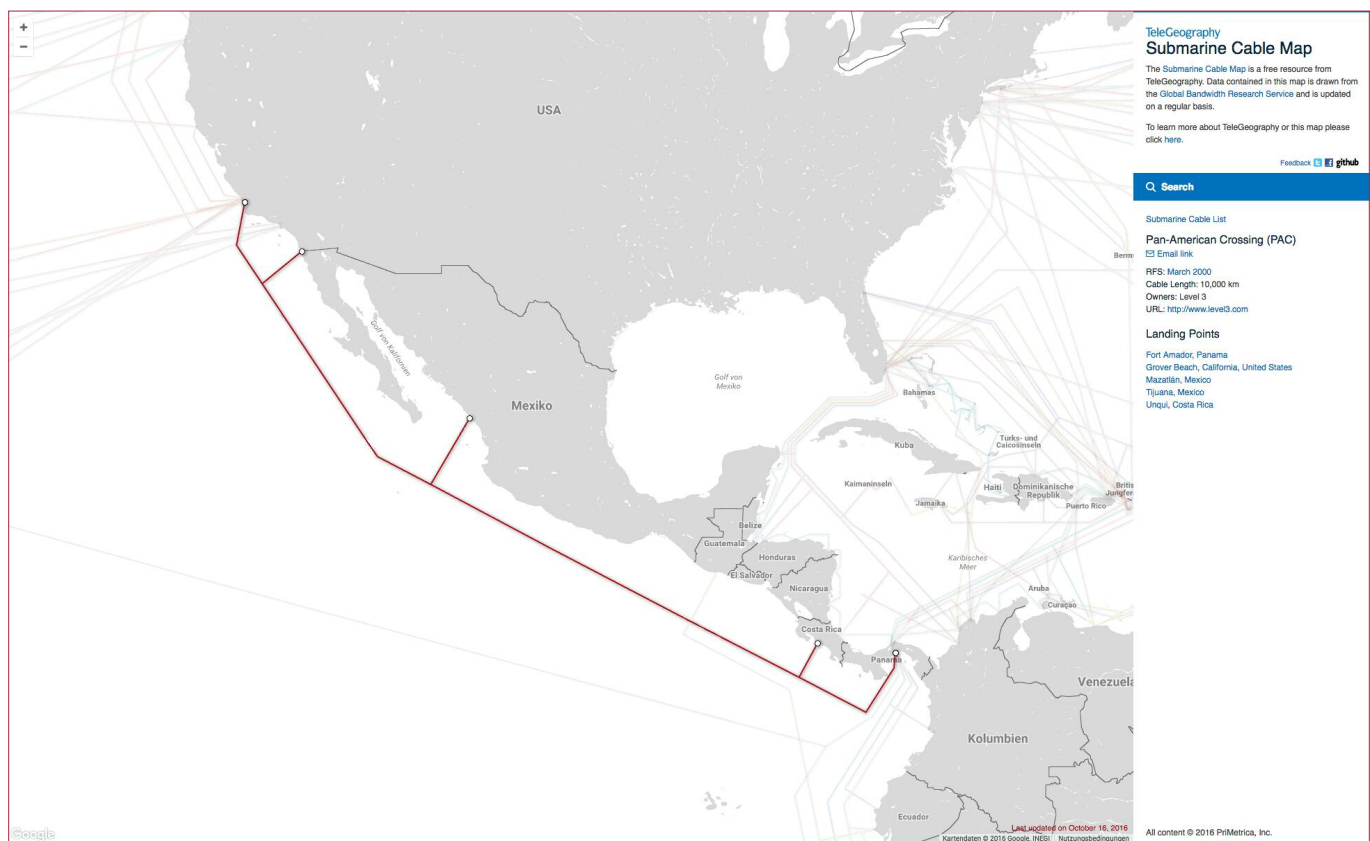 +
−
USA
Golf von
Kalifornien
Golf von
Mexiko
Mexiko
Bahamas
Kuba
Turks- und
Caicosinseln
Kaimaninseln
Haiti
Dominikanische
Republik
Jamaika
Puerto Rico
Britis
Jungfer
Berm
Belize
Guatemala
Honduras
El Salvador
Nicaragua
Karibisches
Meer
Aruba
Curaçao
Costa Rica
Panama
Venezuela
Kolumbien
Ecuador
Google
Last updated on October 16, 2016
Kartendaten © 2016 Google, INEGI Nutzungsbedingungen
TeleGeography
Submarine Cable Map
The Submarine Cable Map is a free resource from
TeleGeography. Data contained in this map is drawn from
the Global Bandwidth Research Service and is updated
on a regular basis.
To learn more about TeleGeography or this map please
click here.
Feedback github
Search
Submarine Cable List
Pan-American Crossing (PAC)
Email link
RFS: March 2000
Cable Length: 10,000 km
Owners: Level 3
URL: http://www.level3.com
Landing Points
Fort Amador, Panama
Grover Beach, California, United States
Mazatlán, Mexico
Tijuana, Mexico
Unqui, Costa Rica
All content © 2016 PriMetrica, Inc.